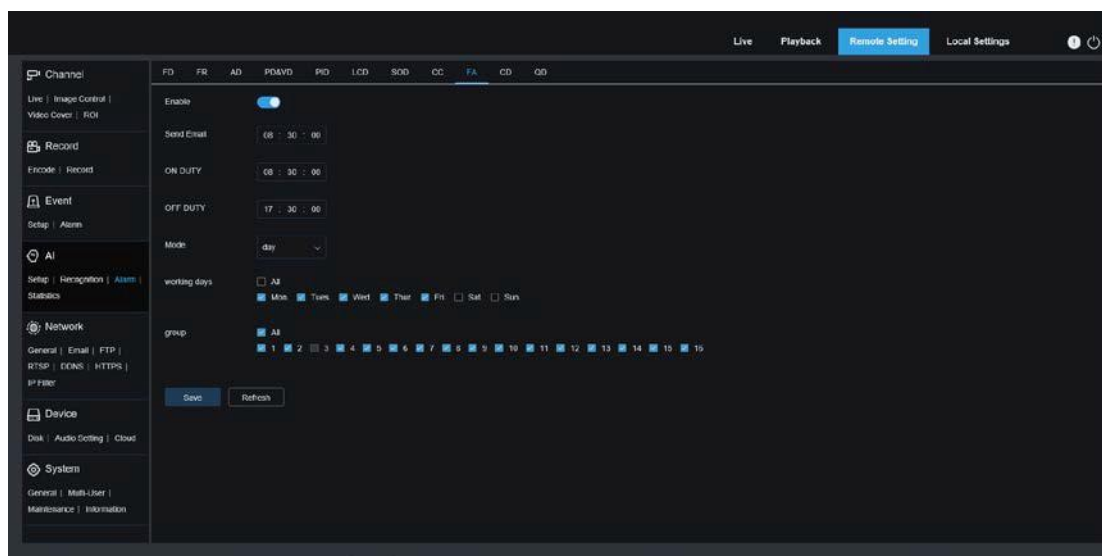 Live Playback Remote Setting Local Settings
Channel
Live | Image Control |
Video Cover | ROI
Record
Encode | Record
Event
Setup | Alarm
AI
Setup | Recognition | Alarm |
Statistics
Network
General | Email | FTP |
RTSP | DDNS | HTTPS |
IP Filter
Device
Disk | Audio Setting | Cloud
System
General | Multi-User |
Maintenance | Information
FD FR AD PD&VD PID LCD SOD CC FA CD QD
Enable
Send Email 08 : 30 : 00
ON DUTY 08 : 30 : 00
OFF DUTY 17 : 30 : 00
Mode day
working days All
Mon Tues Wed Thur Fri Sat Sun
group All
1 2 3 4 5 6 7 8 9 10 11 12 13 14 15 16
Save Refresh